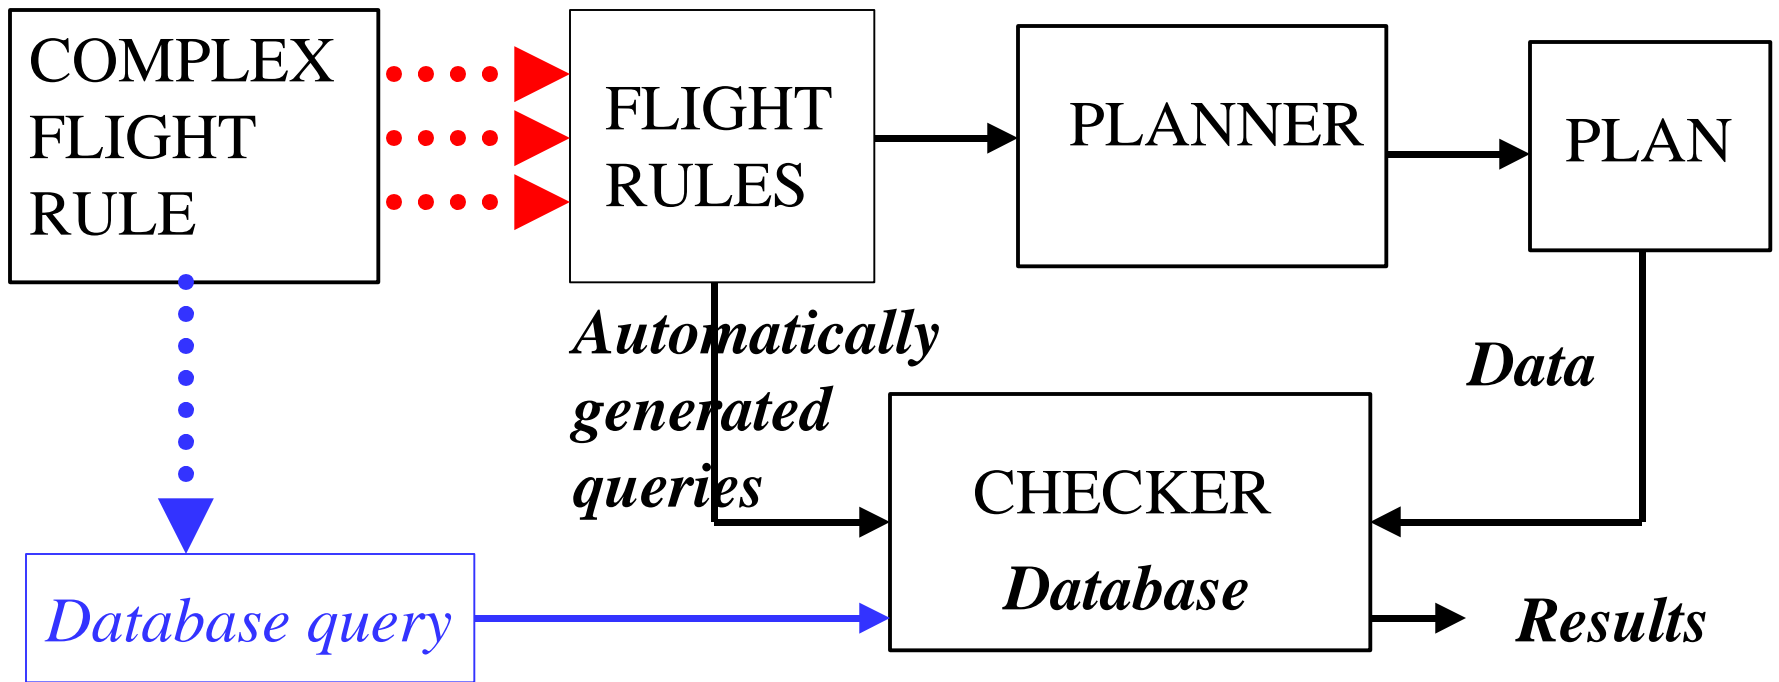 COMPLEX
FLIGHT
RULE
FLIGHT
RULES
PLANNER
PLAN
Automatically
generated
queries
Data
CHECKER
Database
Database query
Results